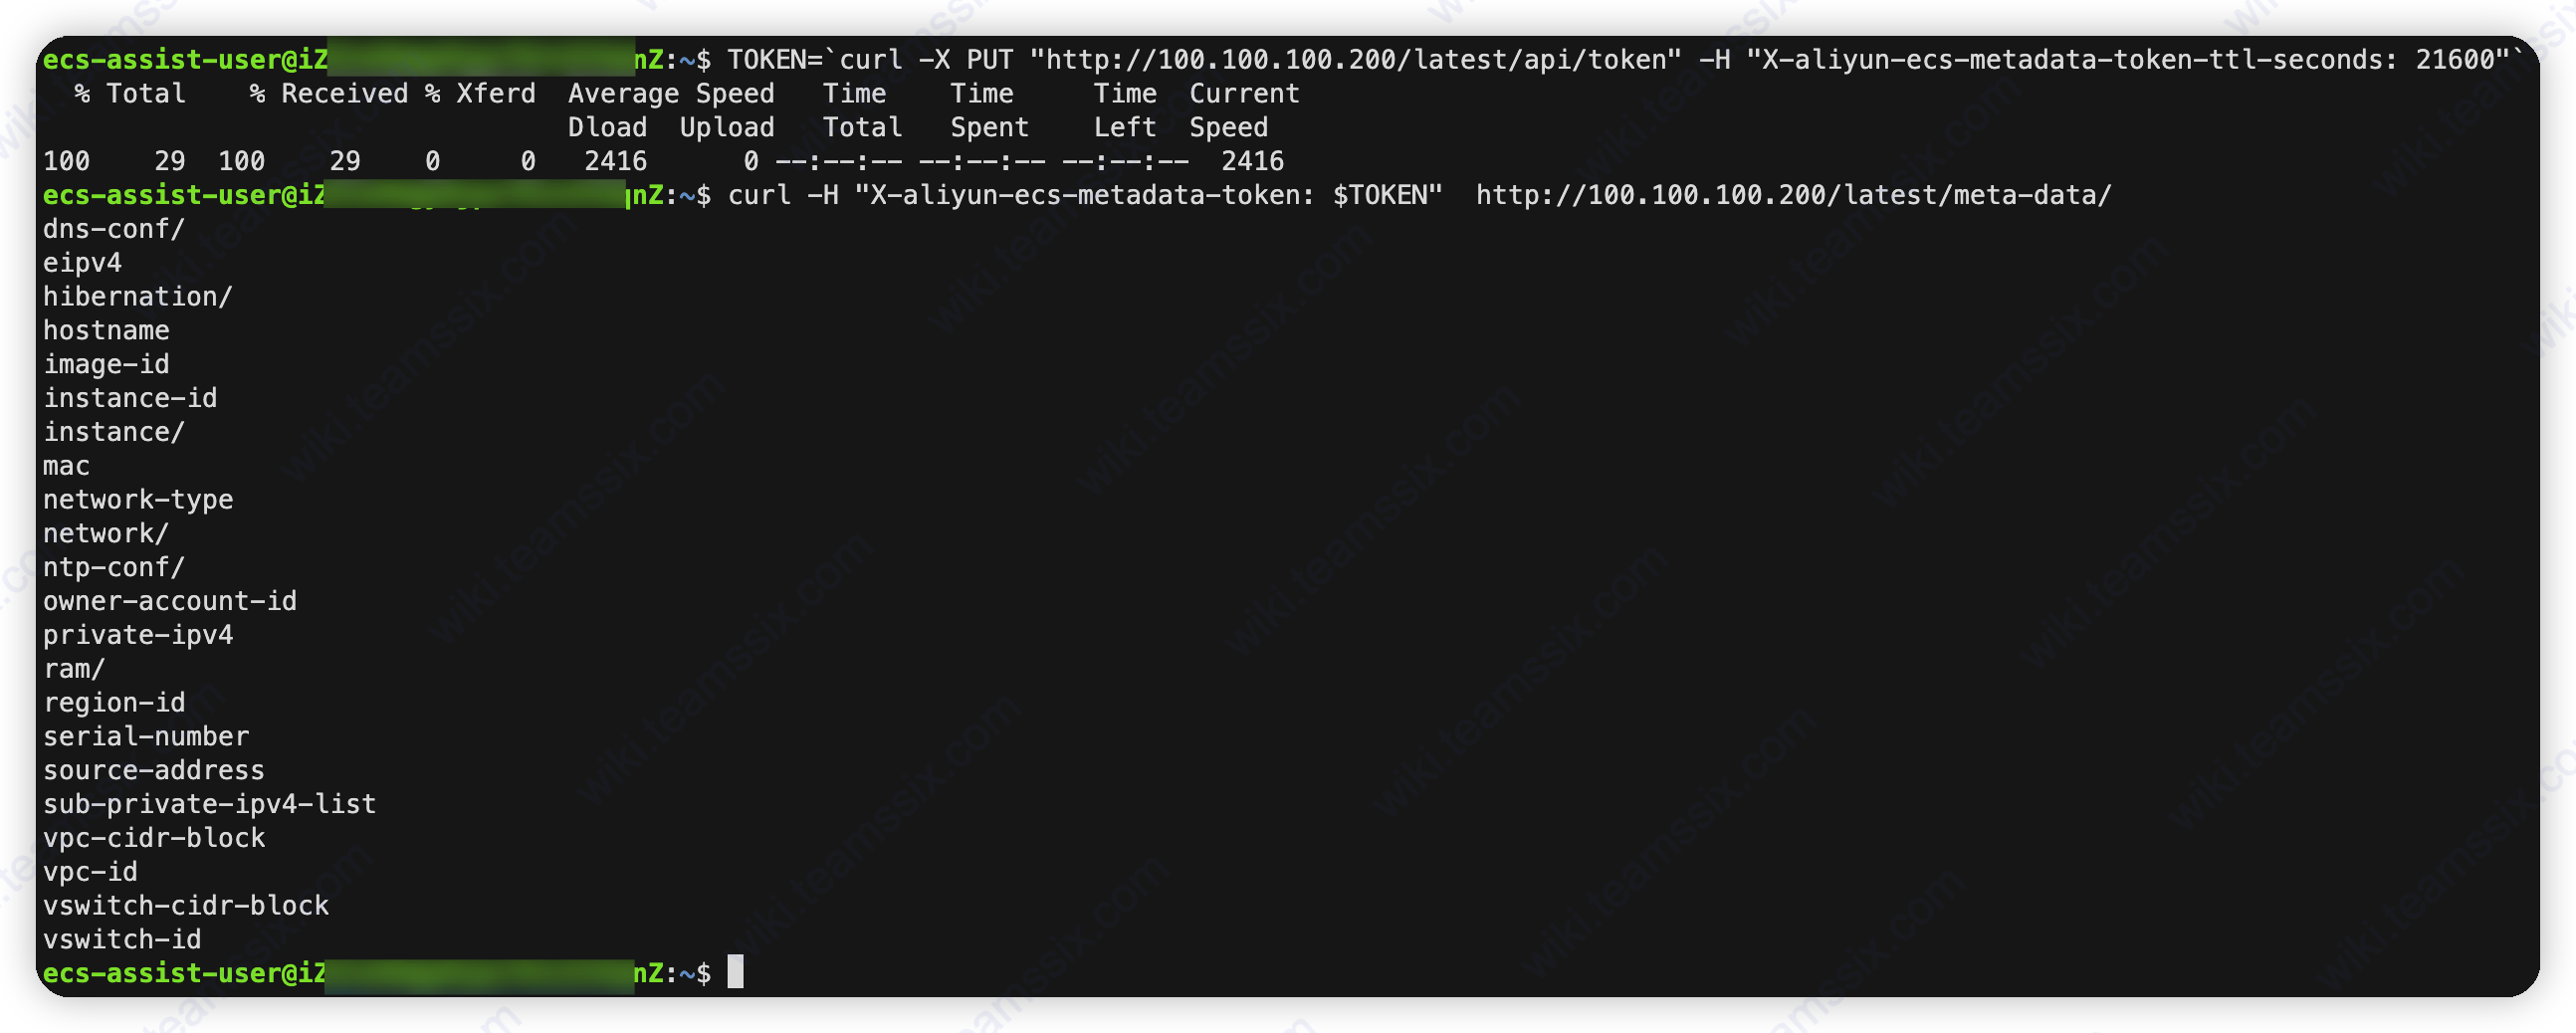 ecs-assist-user@iZ nZ:~$ TOKEN=`curl -X PUT "http://100.100.100.200/latest/api/token" -H "X-aliyun-ecs-metadata-token-ttl-seconds: 21600"`
% Total % Received % Xferd Average Speed Time Time Time Current
Dload Upload Total Spent Left Speed
100 29 100 29 0 0 2416 0 --:--:-- --:--:-- --:--:-- 2416
ecs-assist-user@iZ nZ:~$ curl -H "X-aliyun-ecs-metadata-token: $TOKEN" http://100.100.100.200/latest/meta-data/
dns-conf/
eipv4
hibernation/
hostname
image-id
instance-id
instance/
mac
network-type
network/
ntp-conf/
owner-account-id
private-ipv4
ram/
region-id
serial-number
source-address
sub-private-ipv4-list
vpc-cidr-block
vpc-id
vswitch-cidr-block
vswitch-id
ecs-assist-user@iZ nZ:~$
wiki.teamssix.com